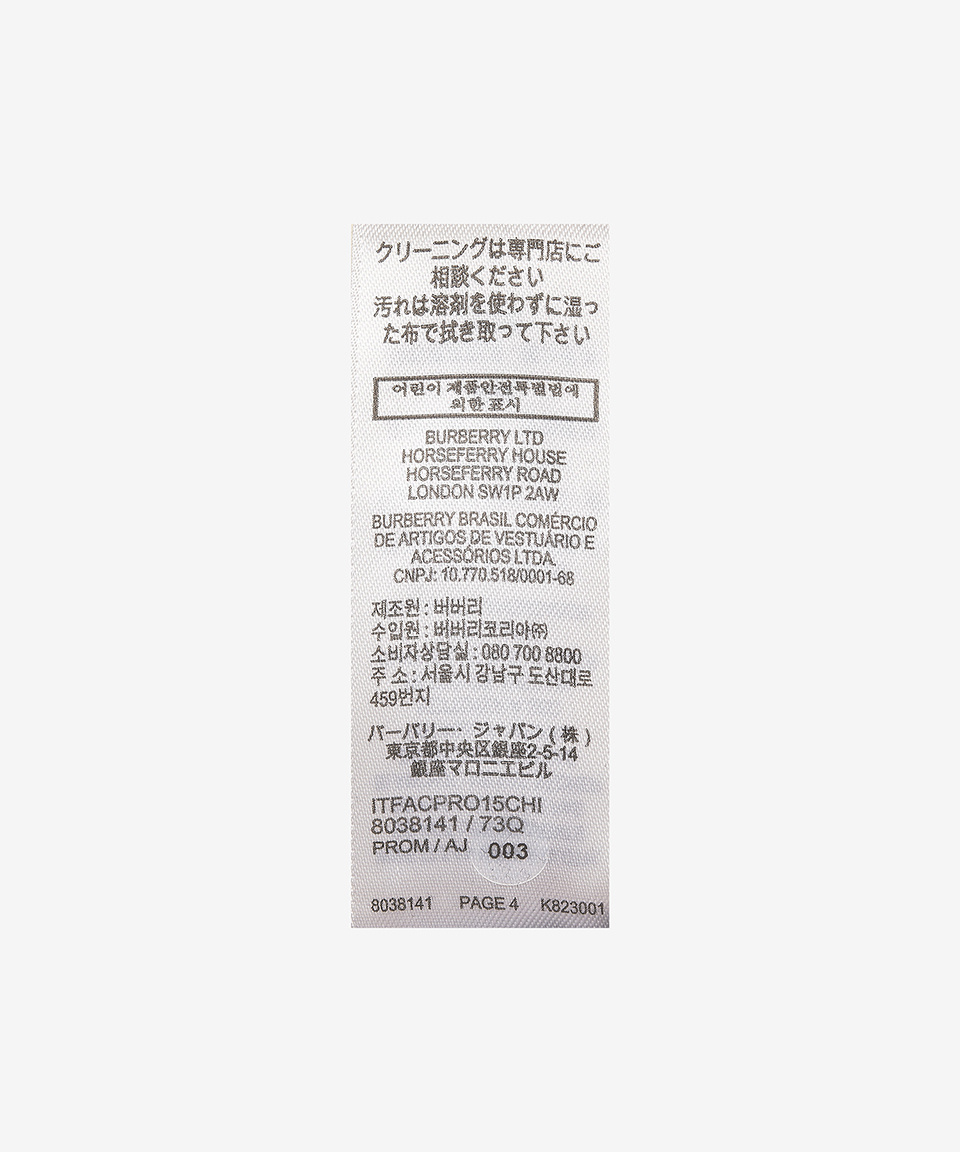 クリーニングは専門店にご
相談ください
汚れは溶剤を使わずに湿っ
た布で拭き取って下さい
어린이 제품안전특별법에
의한 표시
BURBERRY LTD
HORSEFERRY HOUSE
HORSEFERRY ROAD
LONDON SW1P 2AW
BURBERRY BRASIL COMÉRCIO
DE ARTIGOS DE VESTUÁRIO E
ACESSÓRIOS LTDA.
CNPJ: 10.770.518/0001-68
제조원 : 버버리
수입원 : 버버리코리아㈜
소비자상담실 : 080 700 8800
주 소 : 서울시 강남구 도산대로
459번지
バーバリー・ジャパン ( 株 )
東京都中央区銀座2-5-14
銀座マロニエビル
ITFACPRO15CHI
8038141 / 73Q
PROM / AJ 003
8038141 PAGE 4 K823001